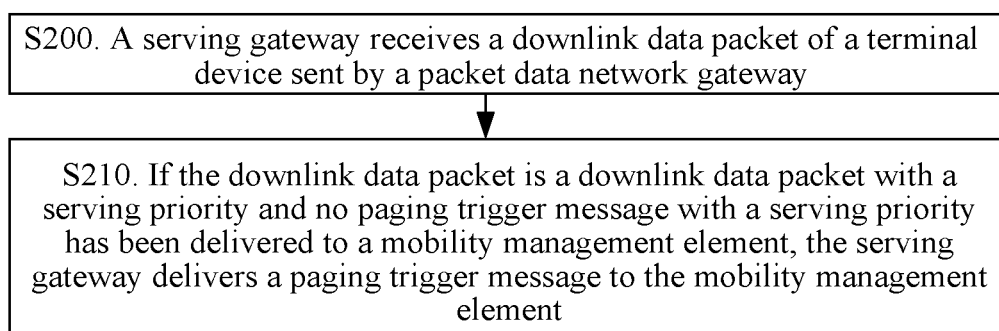 S200. A serving gateway receives a downlink data packet of a terminal
device sent by a packet data network gateway
S210. If the downlink data packet is a downlink data packet with a
serving priority and no paging trigger message with a serving priority
has been delivered to a mobility management element, the serving
gateway delivers a paging trigger message to the mobility management
element